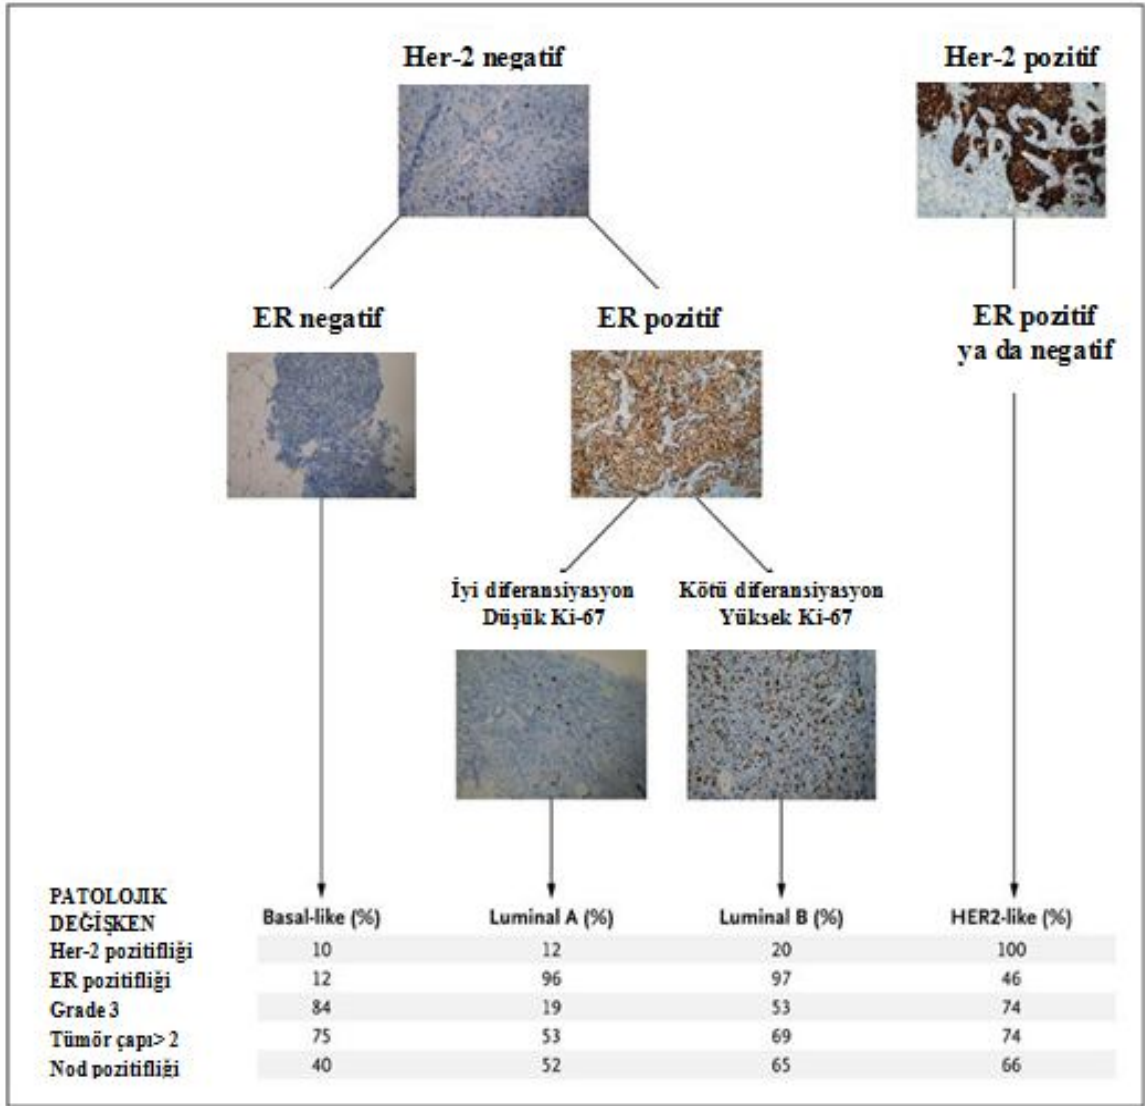 Her-2 negatif
Her-2 pozitif
ER negatif
ER pozitif
ER pozitif
ya da negatif
İyi diferansiyasyon
Düşük Ki-67
Kötü diferansiyasyon
Yüksek Ki-67
PATOLOJIK
DEĞİŞKEN
Basal-like (%) Luminal A (%) Luminal B (%) HER2-like (%)
Her-2 pozitifliği 10 12 20 100
ER pozitifliği 12 96 97 46
Grade 3 84 19 53 74
Tümör çapı> 2 75 53 69 74
Nod pozitifliği 40 52 65 66